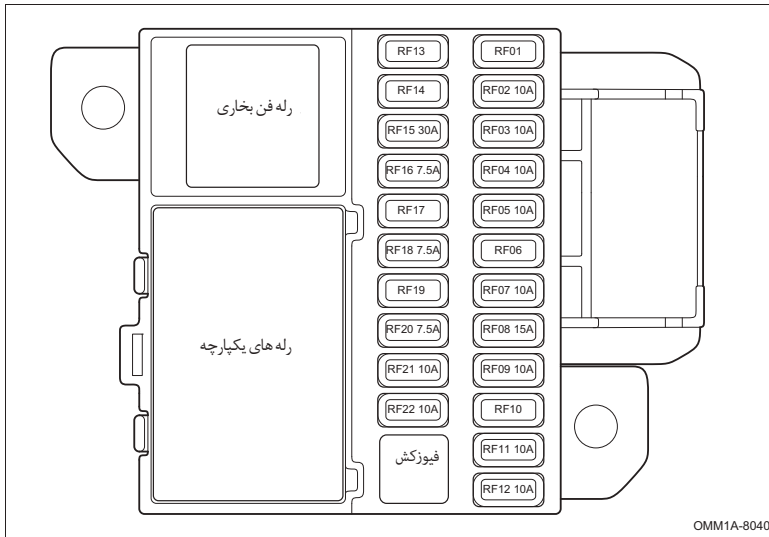 رله فن بخاری
رله های یکپارچه
RF13
RF14
RF15 30A
RF16 7.5A
RF17
RF18 7.5A
RF19
RF20 7.5A
RF21 10A
RF22 10A
فیوزکش
RF01
RF02 10A
RF03 10A
RF04 10A
RF05 10A
RF06
RF07 10A
RF08 15A
RF09 10A
RF10
RF11 10A
RF12 10A
OMM1A-8040